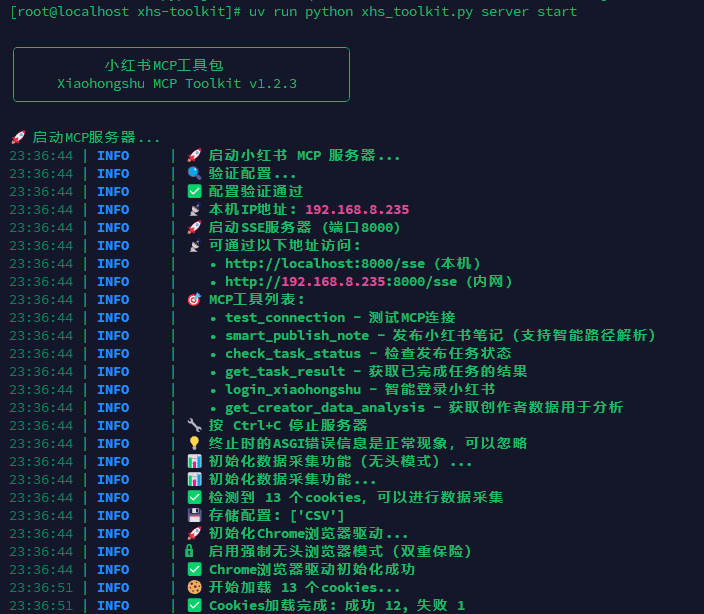 [root@localhost xhs-toolkit]# uv run python xhs_toolkit.py server start
小红书MCP工具包
Xiaohongshu MCP Toolkit v1.2.3
🚀 启动MCP服务器...
23:36:44 | INFO | 🚀 启动小红书 MCP 服务器...
23:36:44 | INFO | 🔍 验证配置...
23:36:44 | INFO | ✅ 配置验证通过
23:36:44 | INFO | 📡 本机IP地址: 192.168.8.235
23:36:44 | INFO | 🚀 启动SSE服务器 (端口8000)
23:36:44 | INFO | 📡 可通过以下地址访问:
23:36:44 | INFO | • http://localhost:8000/sse (本机)
23:36:44 | INFO | • http://192.168.8.235:8000/sse (内网)
23:36:44 | INFO | 🎯 MCP工具列表:
23:36:44 | INFO | • test_connection - 测试MCP连接
23:36:44 | INFO | • smart_publish_note - 发布小红书笔记（支持智能路径解析）
23:36:44 | INFO | • check_task_status - 检查发布任务状态
23:36:44 | INFO | • get_task_result - 获取已完成任务的结果
23:36:44 | INFO | • login_xiaohongshu - 智能登录小红书
23:36:44 | INFO | • get_creator_data_analysis - 获取创作者数据用于分析
23:36:44 | INFO | 🔧 按 Ctrl+C 停止服务器
23:36:44 | INFO | 💡 终止时的ASGI错误信息是正常现象，可以忽略
23:36:44 | INFO | 📊 初始化数据采集功能（无头模式）...
23:36:44 | INFO | 📊 初始化数据采集功能...
23:36:44 | INFO | ✅ 检测到 13 个cookies，可以进行数据采集
23:36:44 | INFO | 💾 存储配置: ['CSV']
23:36:44 | INFO | 🚀 初始化Chrome浏览器驱动...
23:36:44 | INFO | 🔒 启用强制无头浏览器模式（双重保险）
23:36:44 | INFO | ✅ Chrome浏览器驱动初始化成功
23:36:51 | INFO | 🍪 开始加载 13 个cookies...
23:36:51 | INFO | ✅ Cookies加载完成: 成功 12, 失败 1